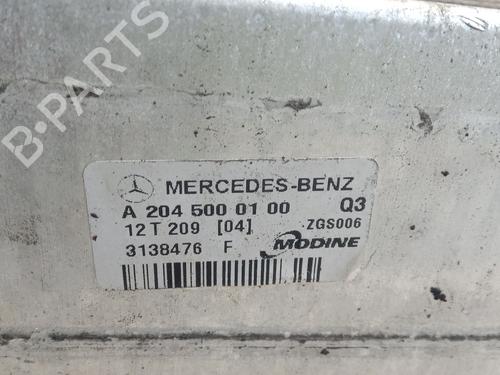 B-PARTS
MERCEDES-BENZ
A 204 500 01 00 Q3
12 T 209 [04] ZGS006
3138476 F MODINE